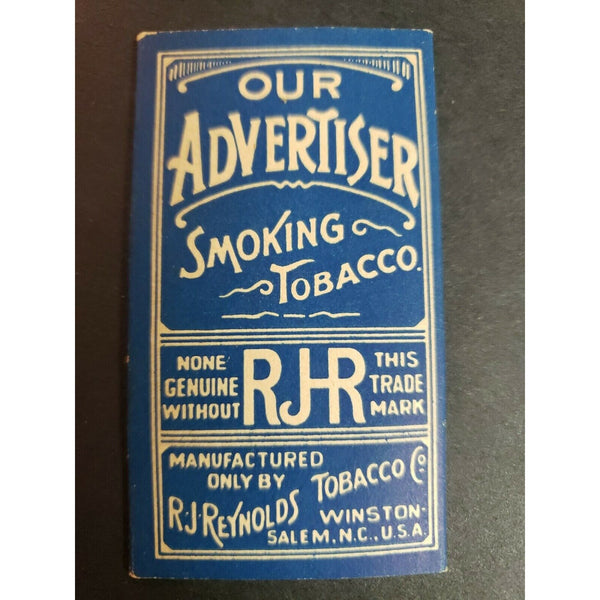 OUR
ADVERTISER
SMOKING
TOBACCO.
NONE GENUINE WITHOUT
RJR
THIS TRADE MARK
MANUFACTURED
ONLY BY
R.J. REYNOLDS
TOBACCO Co.
WINSTON-
SALEM, N.C., U.S.A.